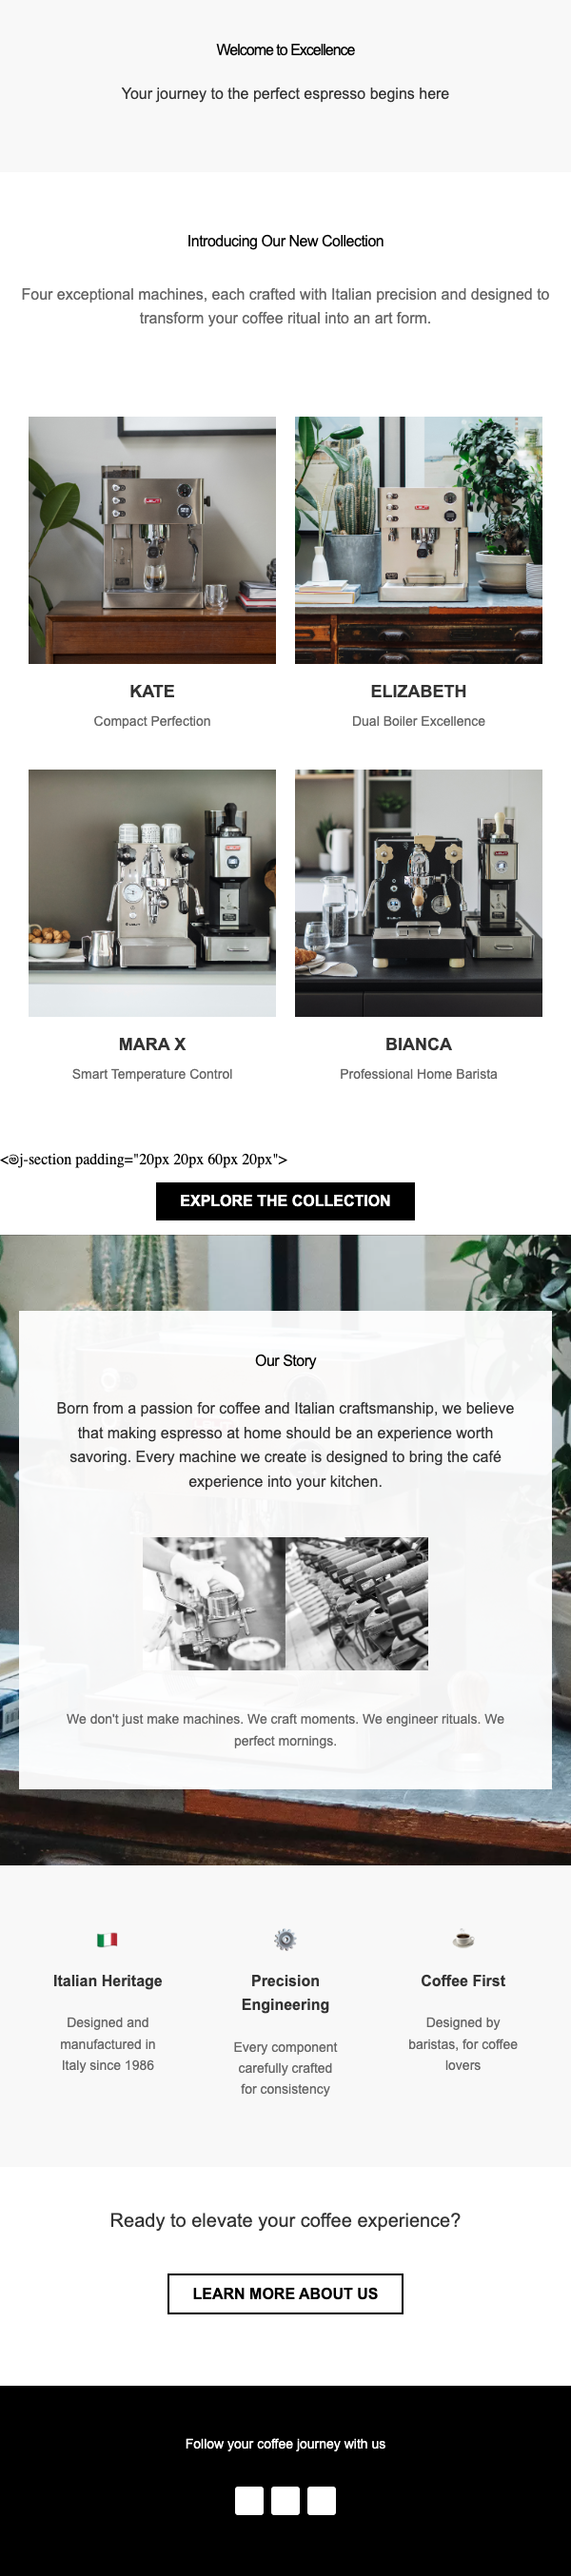 Welcome to Excellence
Your journey to the perfect espresso begins here
Introducing Our New Collection
Four exceptional machines, each crafted with Italian precision and designed to
transform your coffee ritual into an art form.
KATE
Compact Perfection
ELIZABETH
Dual Boiler Excellence
MARA X
Smart Temperature Control
BIANCA
Professional Home Barista
<௭j-section padding="20px 20px 60px 20px">
EXPLORE THE COLLECTION
Our Story
Born from a passion for coffee and Italian craftsmanship, we believe
that making espresso at home should be an experience worth
savoring. Every machine we create is designed to bring the café
experience into your kitchen.
We don't just make machines. We craft moments. We engineer rituals. We
perfect mornings.
Italian Heritage
Designed and
manufactured in
Italy since 1986
Precision
Engineering
Every component
carefully crafted
for consistency
Coffee First
Designed by
baristas, for coffee
lovers
Ready to elevate your coffee experience?
LEARN MORE ABOUT US
Follow your coffee journey with us